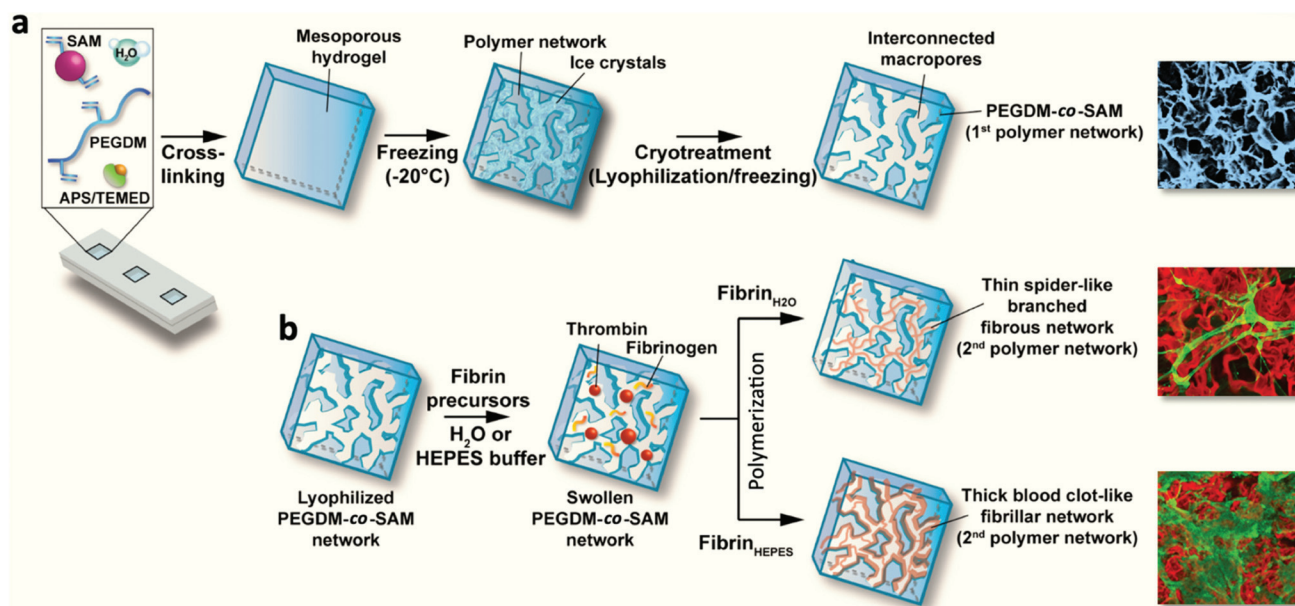 a
SAM
H₂O
PEGDM
APS/TEMED
Cross-
linking
Mesoporous
hydrogel
Freezing
(-20°C)
Polymer network
Ice crystals
Cryotreatment
(Lyophilization/freezing)
Interconnected
macropores
PEGDM-co-SAM
(1st polymer network)
b
Lyophilized
PEGDM-co-SAM
network
Fibrin
precursors
H₂O or
HEPES buffer
Thrombin
Fibrinogen
Swollen
PEGDM-co-SAM
network
Polymerization
FibrinH2O
Thin spider-like
branched
fibrous network
(2nd polymer network)
FibrinHEPES
Thick blood clot-like
fibrillar network
(2nd polymer network)